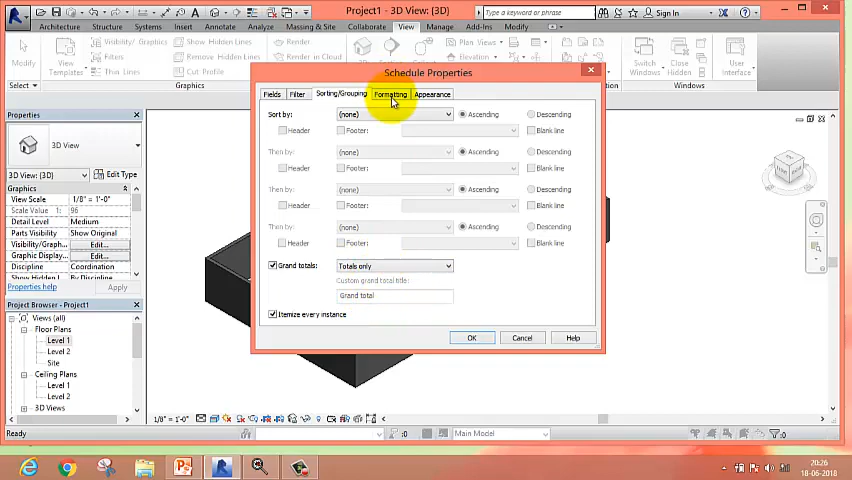 Project1 - 3D View: {3D}
Type a keyword or phrase
Sign In
Architecture Structure Systems Insert Annotate Analyze Massing & Site Collaborate View Manage Add-Ins Modify
Modify
View Templates
Visibility/ Graphics
Filters
Thin Lines
Show Hidden Lines
Remove Hidden Lines
Cut Profile
Render
Render in Cloud
Plan Views
Elevation
Switch Windows
User Interface
Select
Graphics
Windows
Schedule Properties
Fields Filter Sorting/Grouping Formatting Appearance
Sort by: (none) Ascending Descending
Header Footer: Blank line
Then by: (none) Ascending Descending
Header Footer: Blank line
Then by: (none) Ascending Descending
Header Footer: Blank line
Then by: (none) Ascending Descending
Header Footer: Blank line
Grand totals: Totals only
Custom grand total title:
Grand total
Itemize every instance
OK Cancel Help
Properties
3D View
3D View: {3D} Edit Type
Graphics
View Scale 1/8" = 1'-0"
Scale Value 1: 96
Detail Level Medium
Parts Visibility Show Original
Visibility/Graph... Edit...
Graphic Display... Edit...
Discipline Coordination
Show Hidden L... By Discipline
Properties help Apply
Project Browser - Project1
Views (all)
Floor Plans
Level 1
Level 2
Site
Ceiling Plans
Level 1
Level 2
3D Views
1/8" = 1'-0"
Ready
:0
Main Model
:0
20:26
18-06-2018